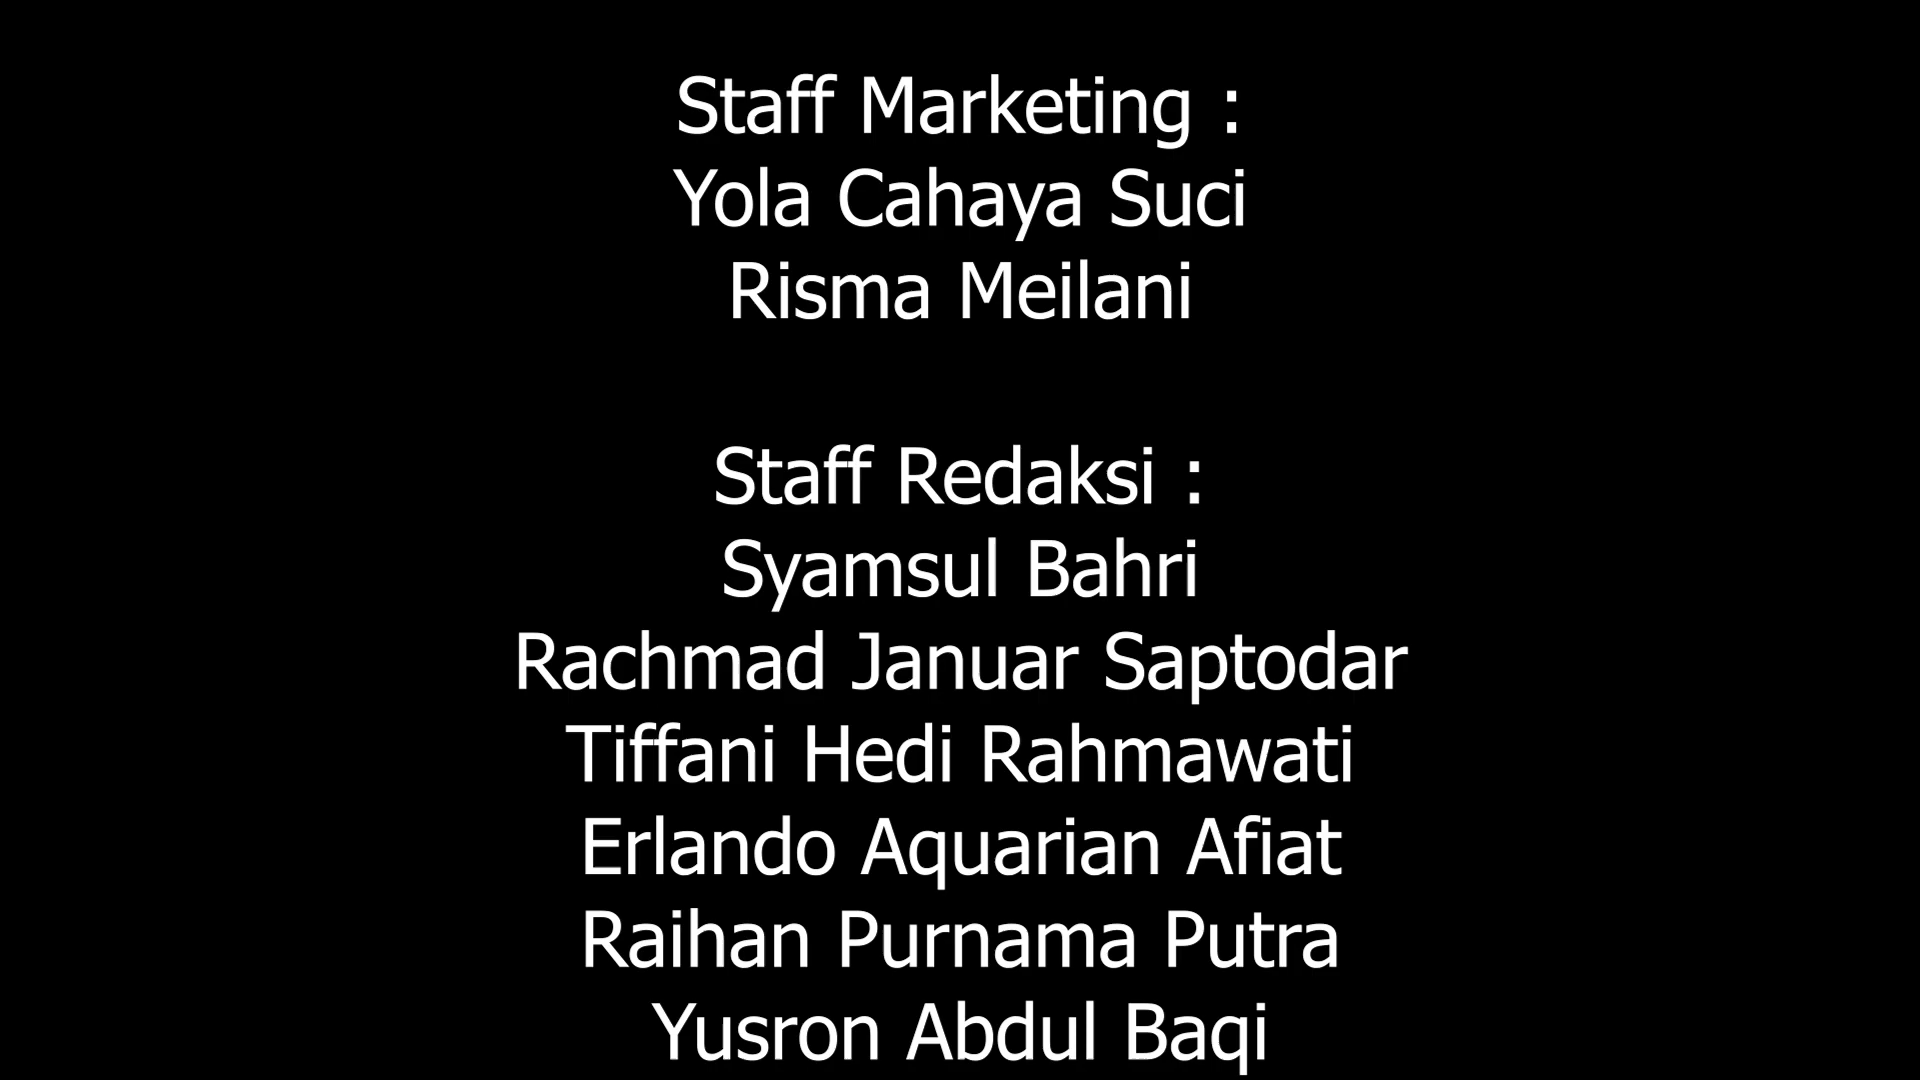 Staff Marketing :
Yola Cahaya Suci
Risma Meilani
Staff Redaksi :
Syamsul Bahri
Rachmad Januar Saptodar
Tiffani Hedi Rahmawati
Erlando Aquarian Afiat
Raihan Purnama Putra
Yusron Abdul Baqi